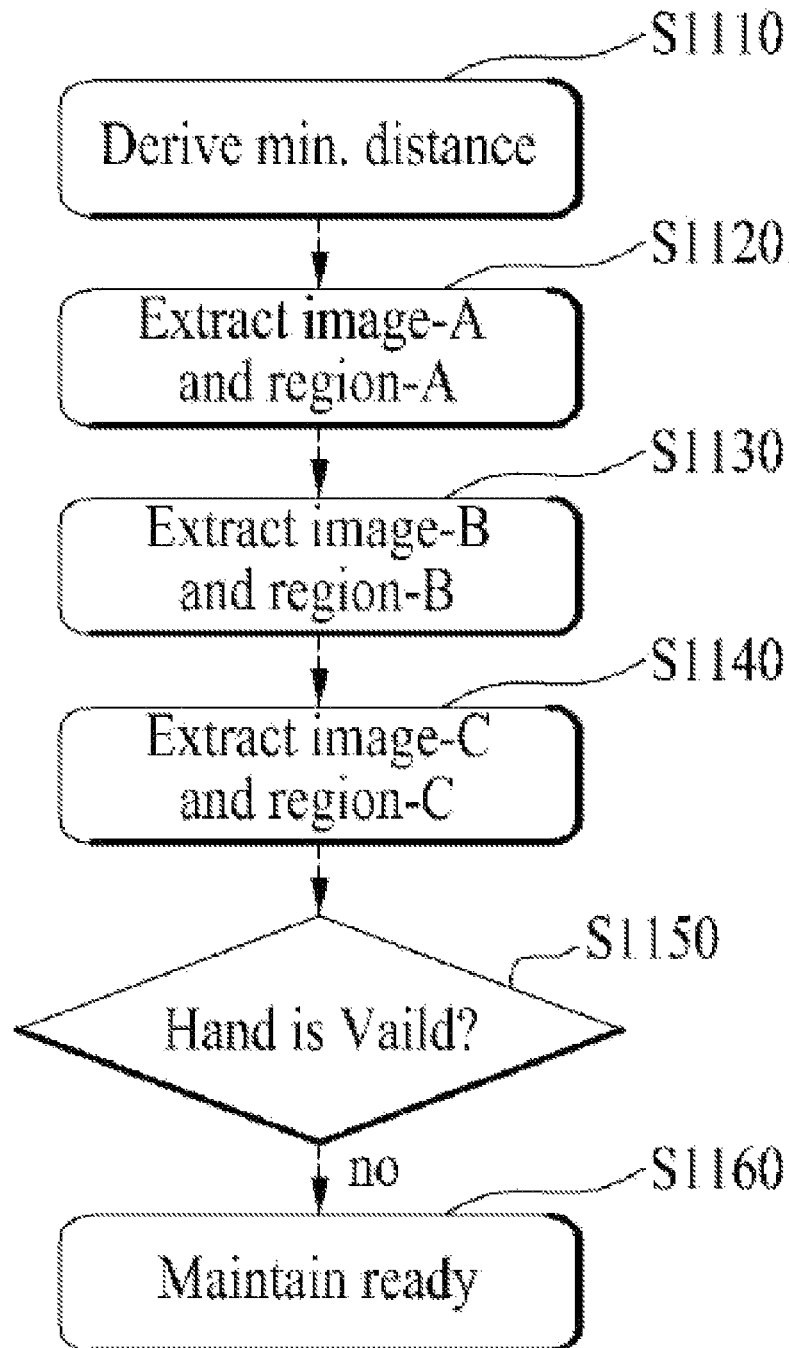 S1110
Derive min. distance
S1120
Extract image-A
and region-A
S1130
Extract image-B
and region-B
S1140
Extract image-C
and region-C
S1150
Hand is Vaild?
no
S1160
Maintain ready